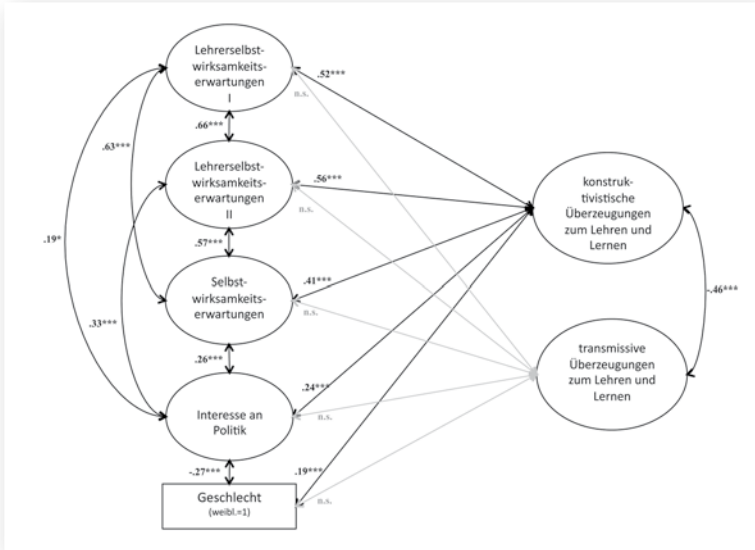 Lehrerselbst-
wirksamkeits-
erwartungen
I
.52***
n.s.
.66***
.63***
Lehrerselbst-
wirksamkeits-
erwartungen
II
.56***
n.s.
konstruk-
tivistische
Überzeugungen
zum Lehren und
Lernen
.19*
.57***
Selbst-
wirksamkeits-
erwartungen
.41***
n.s.
-.46***
.33***
.26***
transmissive
Überzeugungen
zum Lehren und
Lernen
Interesse an
Politik
.24***
n.s.
-.27***
.19***
Geschlecht
(weibl.=1)
n.s.